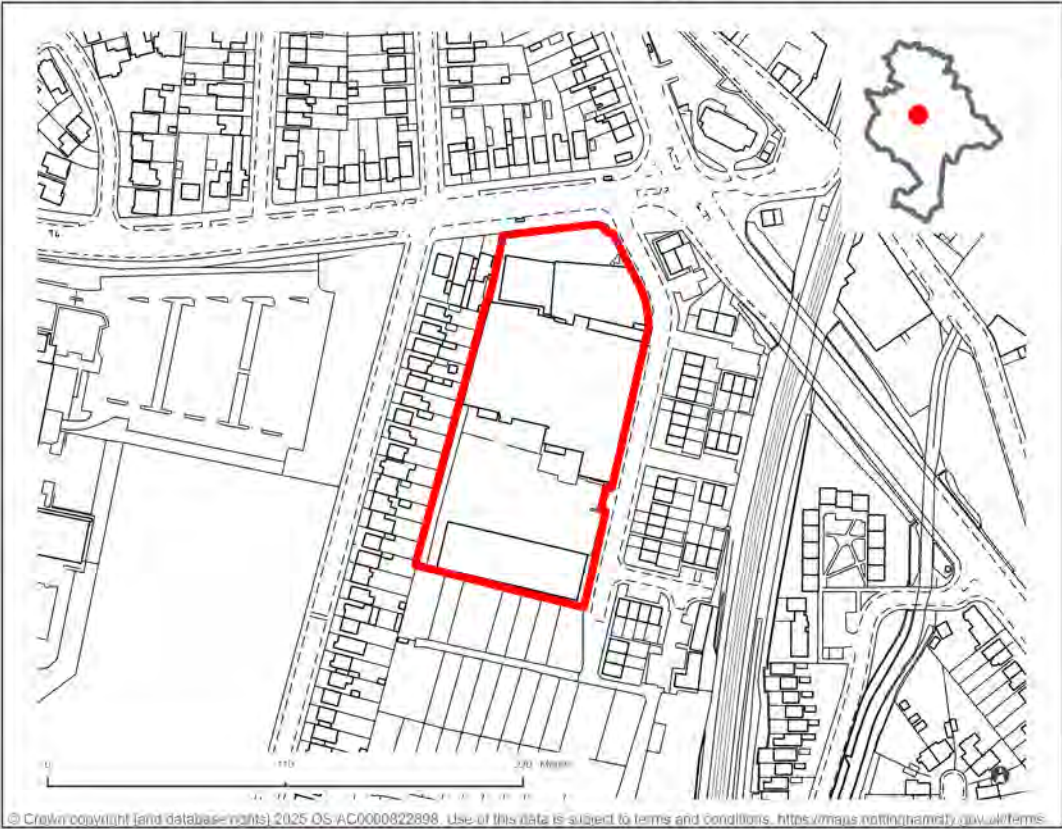 0 110 220 Metres
© Crown copyright (and database rights) 2025 OS AC0000822898. Use of this data is subject to terms and conditions, https://maps.nottinghamcity.gov.uk/terms